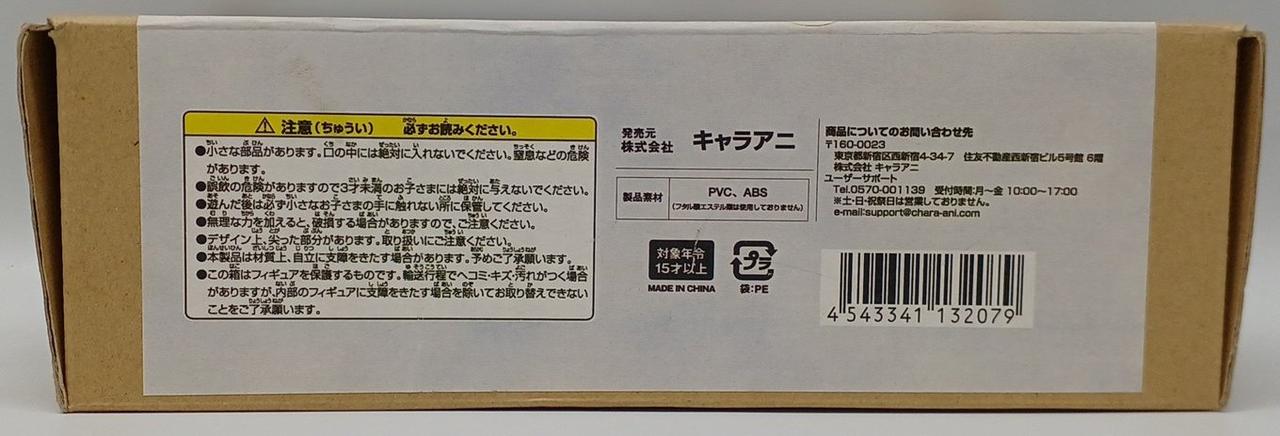 注意(ちゅうい) 必ずお読みください。
●小さな部品があります。口の中には絶対に入れないでください。窒息などの危険
があります。
●誤飲の危険がありますので3才未満のお子さまには絶対に与えないでください。
●遊んだ後は必ず小さなお子さまの手に触れない所に保管してください。
●無理な力を加えると、破損する場合がありますので、ご注意ください。
●デザイン上、尖った部分があります。取り扱いにご注意ください。
●本製品は材質上、自立に支障をきたす場合があります。予めご了承願います。
●この箱はフィギュアを保護するものです。輸送行程でヘコミ・キズ・汚れがつく場合
がありますが、内部のフィギュアに支障をきたす場合を除いてお取り替えできない
ことをご了承願います。
発売元
株式会社 キャラアニ
製品素材 PVC、ABS
(フタル酸エステル類は使用しておりません)
対象年令
15才以上
MADE IN CHINA
プラ
袋:PE
商品についてのお問い合わせ先
〒160-0023
東京都新宿区西新宿4-34-7 住友不動産西新宿ビル5号館 6階
株式会社 キャラアニ
ユーザーサポート
Tel.0570-001139 受付時間:月~金 10:00~17:00
※土・日・祝祭日は営業しておりません。
e-mail:support@chara-ani.com
4 543341 132079